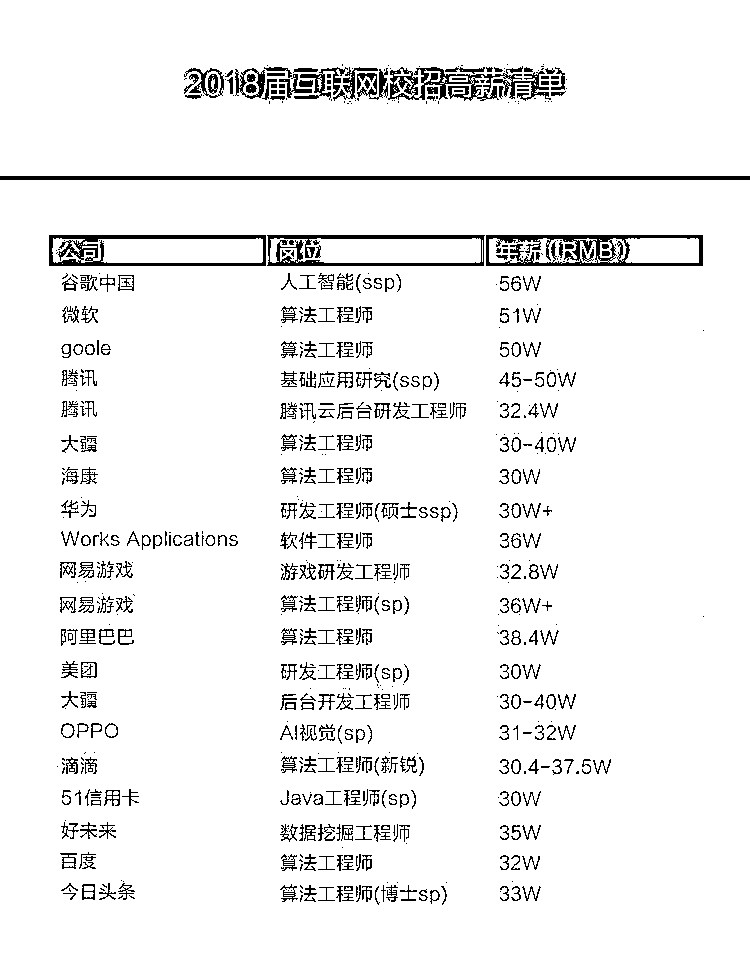 2018届互联网校招高薪清单
公司 岗位 年薪(RMB)
谷歌中国 人工智能(ssp) 56W
微软 算法工程师 51W
goole 算法工程师 50W
腾讯 基础应用研究(ssp) 45-50W
腾讯 腾讯云后台研发工程师 32.4W
大疆 算法工程师 30-40W
海康 算法工程师 30W
华为 研发工程师(硕士ssp) 30W+
Works Applications 软件工程师 36W
网易游戏 游戏研发工程师 32.8W
网易游戏 算法工程师(sp) 36W+
阿里巴巴 算法工程师 38.4W
美团 研发工程师(sp) 30W
大疆 后台开发工程师 30-40W
OPPO AI视觉(sp) 31-32W
滴滴 算法工程师(新锐) 30.4-37.5W
51信用卡 Java工程师(sp) 30W
好未来 数据挖掘工程师 35W
百度 算法工程师 32W
今日头条 算法工程师(博士sp) 33W